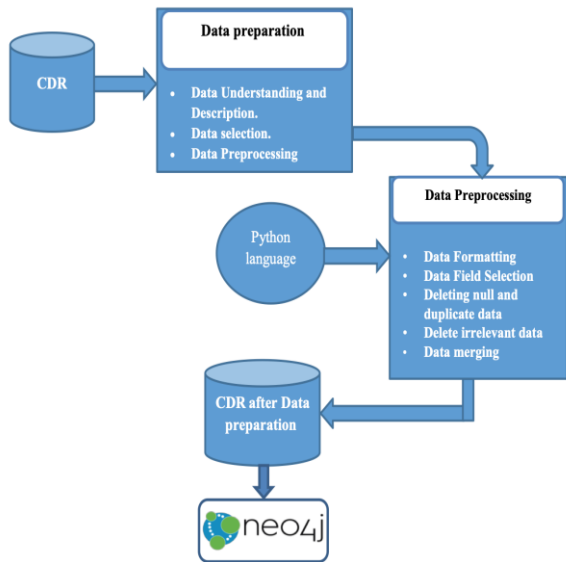 Data preparation
CDR
• Data Understanding and
Description.
• Data selection.
• Data Preprocessing
Data Preprocessing
Python
language
• Data Formatting
• Data Field Selection
• Deleting null and
duplicate data
• Delete irrelevant data
• Data merging
CDR after Data
preparation
neo4j